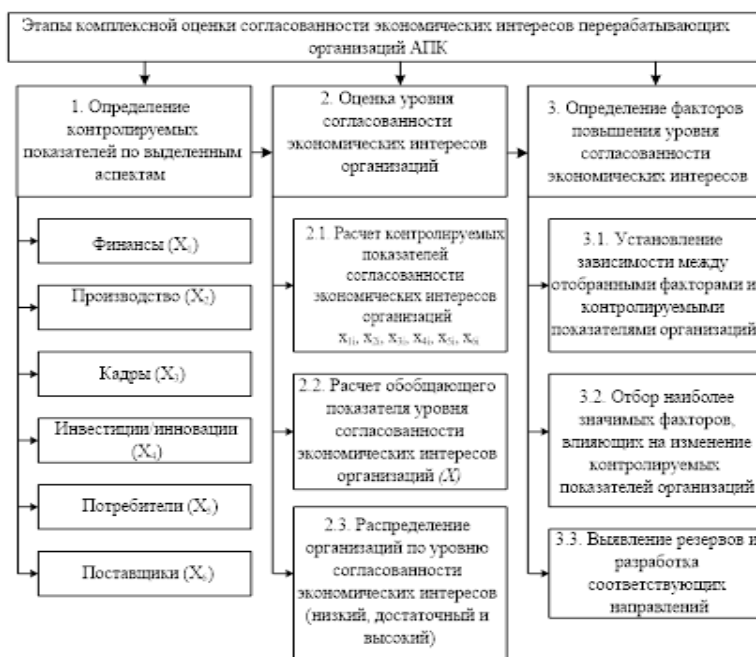 Этапы комплексной оценки согласованности экономических интересов перерабатывающих
организаций АПК
1. Определение
контролируемых
показателей по выделенным
аспектам
Финансы (X₁)
Производство (X₂)
Кадры (X₃)
Инвестиции/инновации
(X₄)
Потребители (X₅)
Поставщики (X₆)
2. Оценка уровня
согласованности
экономических интересов
организаций
2.1. Расчет контролируемых
показателей
согласованности
экономических интересов
организаций
x₁ᵢ, x₂ᵢ, x₃ᵢ, x₄ᵢ, x₅ᵢ, x₆ᵢ
2.2. Расчет обобщающего
показателя уровня
согласованности
экономических интересов
организаций (X)
2.3. Распределение
организаций по уровню
согласованности
экономических интересов
(низкий, достаточный и
высокий)
3. Определение факторов
повышения уровня
согласованности
экономических интересов
3.1. Установление
зависимости между
отобранными факторами и
контролируемыми
показателями организаций
3.2. Отбор наиболее
значимых факторов,
влияющих на изменение
контролируемых
показателей организаций
3.3. Выявление резервов и
разработка
соответствующих
направлений